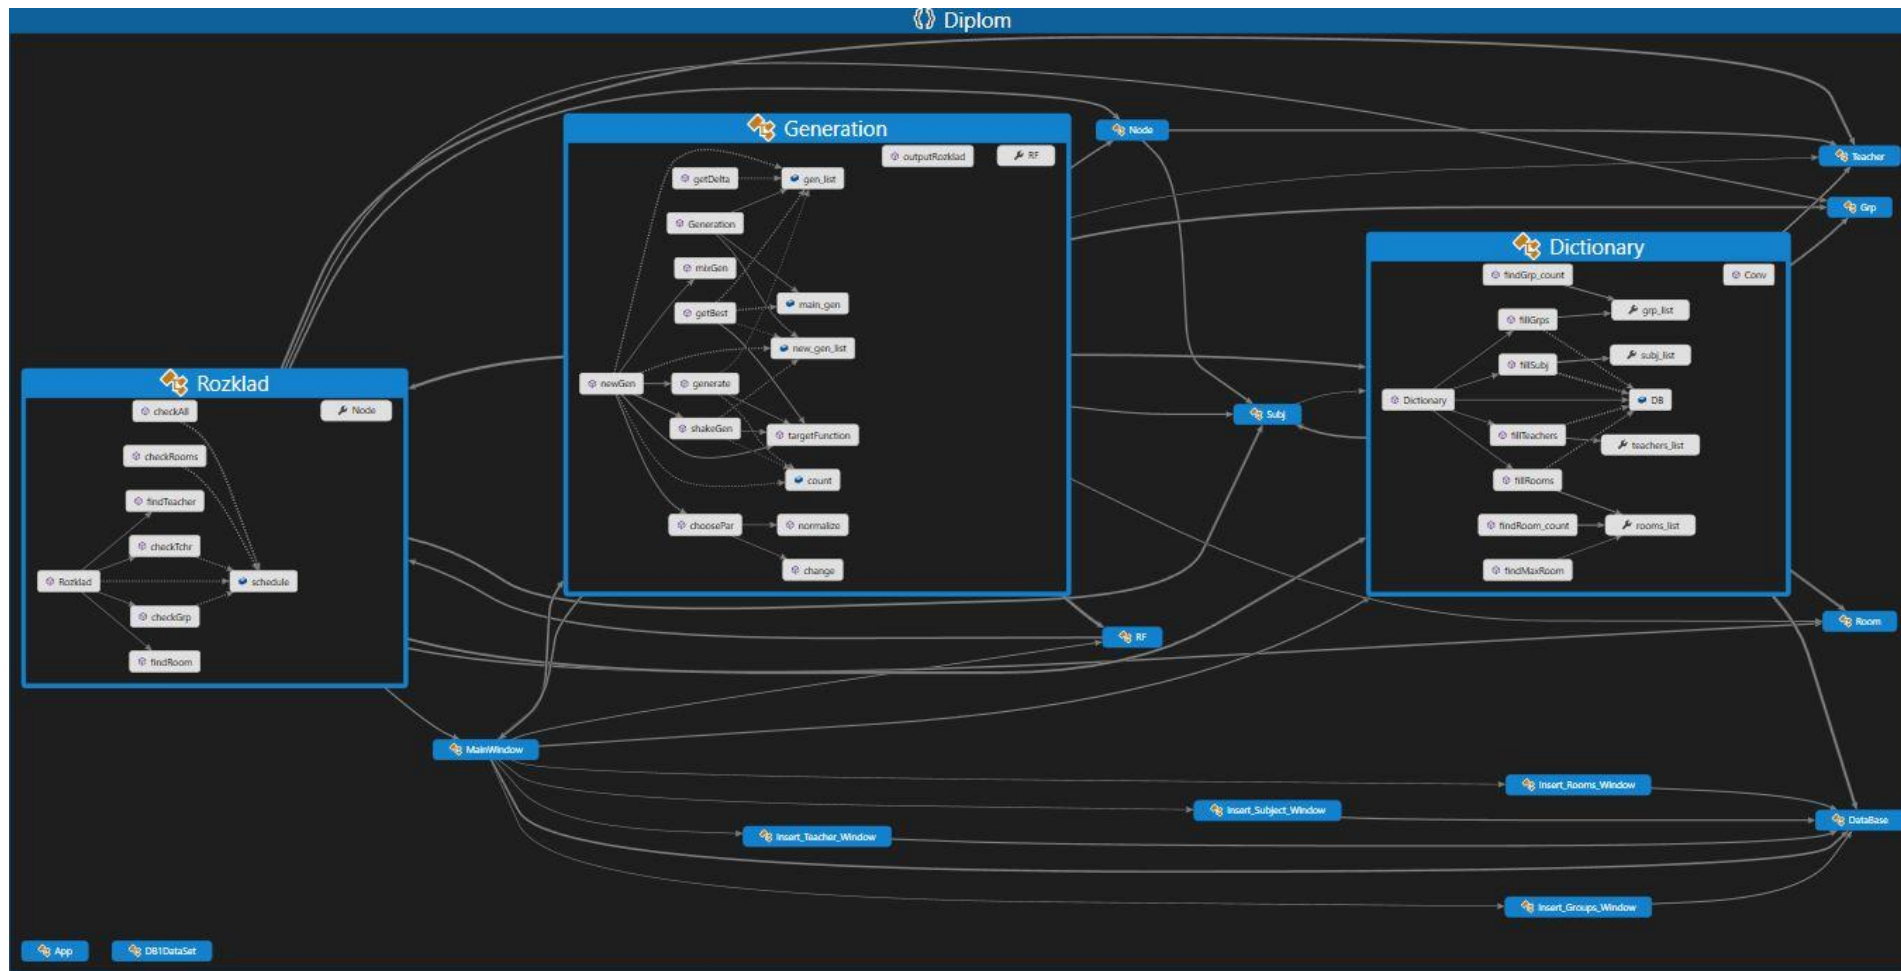 Diplom
Generation
outputRozklad
RF
getDelta
gen_list
Generation
mixGen
main_gen
getBest
new_gen_list
newGen
generate
shakeGen
targetFunction
count
choosePar
normalize
change
Node
Teacher
Grp
Dictionary
findGrp_count
Conv
grp_list
fillGrps
subj_list
fillSubj
Dictionary
DB
fillTeachers
teachers_list
fillRooms
findRoom_count
rooms_list
findMaxRoom
Rozklad
checkAll
Node
checkRooms
findTeacher
checkTchr
Rozklad
schedule
checkGrp
findRoom
Subj
RF
Room
MainWindow
Insert_Rooms_Window
Insert_Subject_Window
Insert_Teacher_Window
DataBase
Insert_Groups_Window
App
DB1DataSet